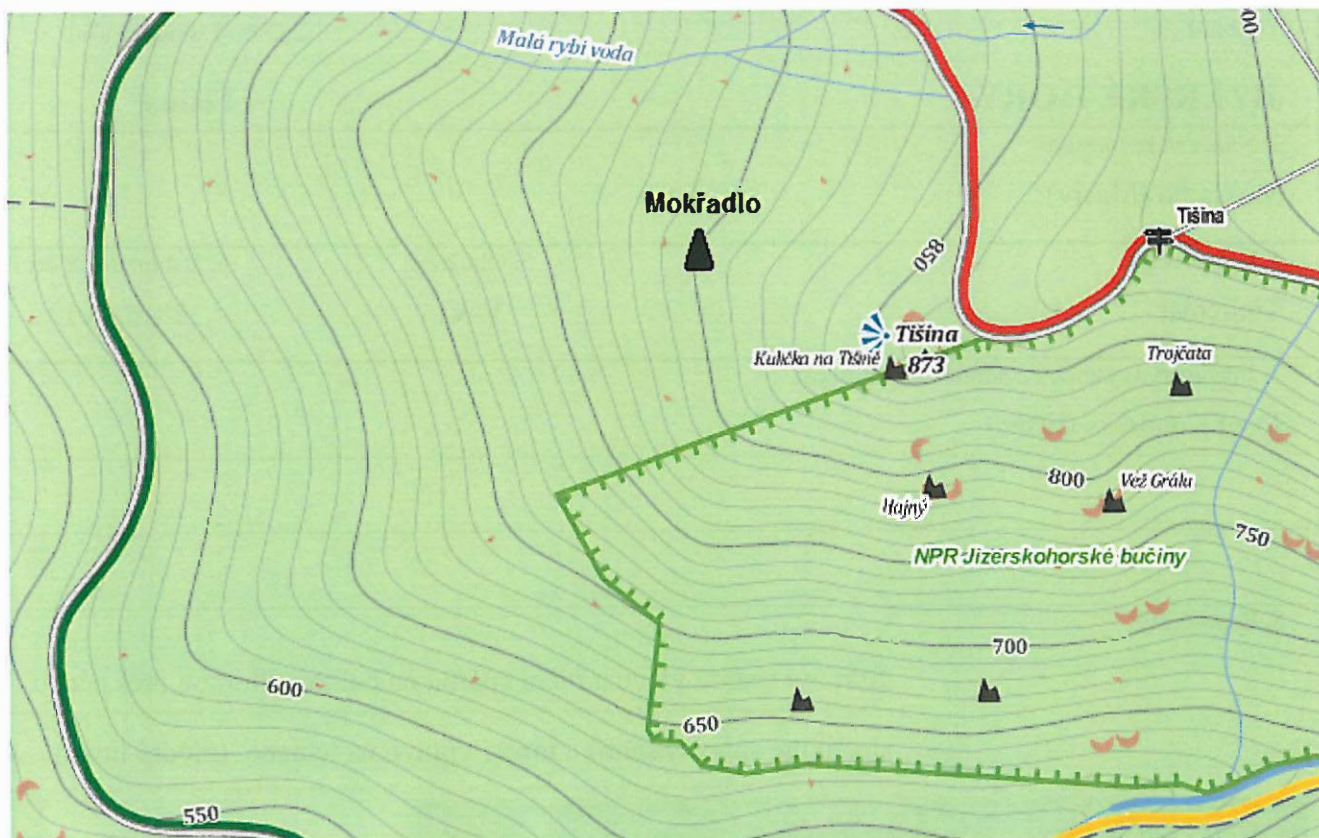 Malá rybí voda
00
Mokřadlo
Tišina
850
Tišina
Kulička na Tišině
873
Trojčata
800
Věž Grálu
Hajný
750
NPR Jizerskohorské bučiny
700
600
650
550